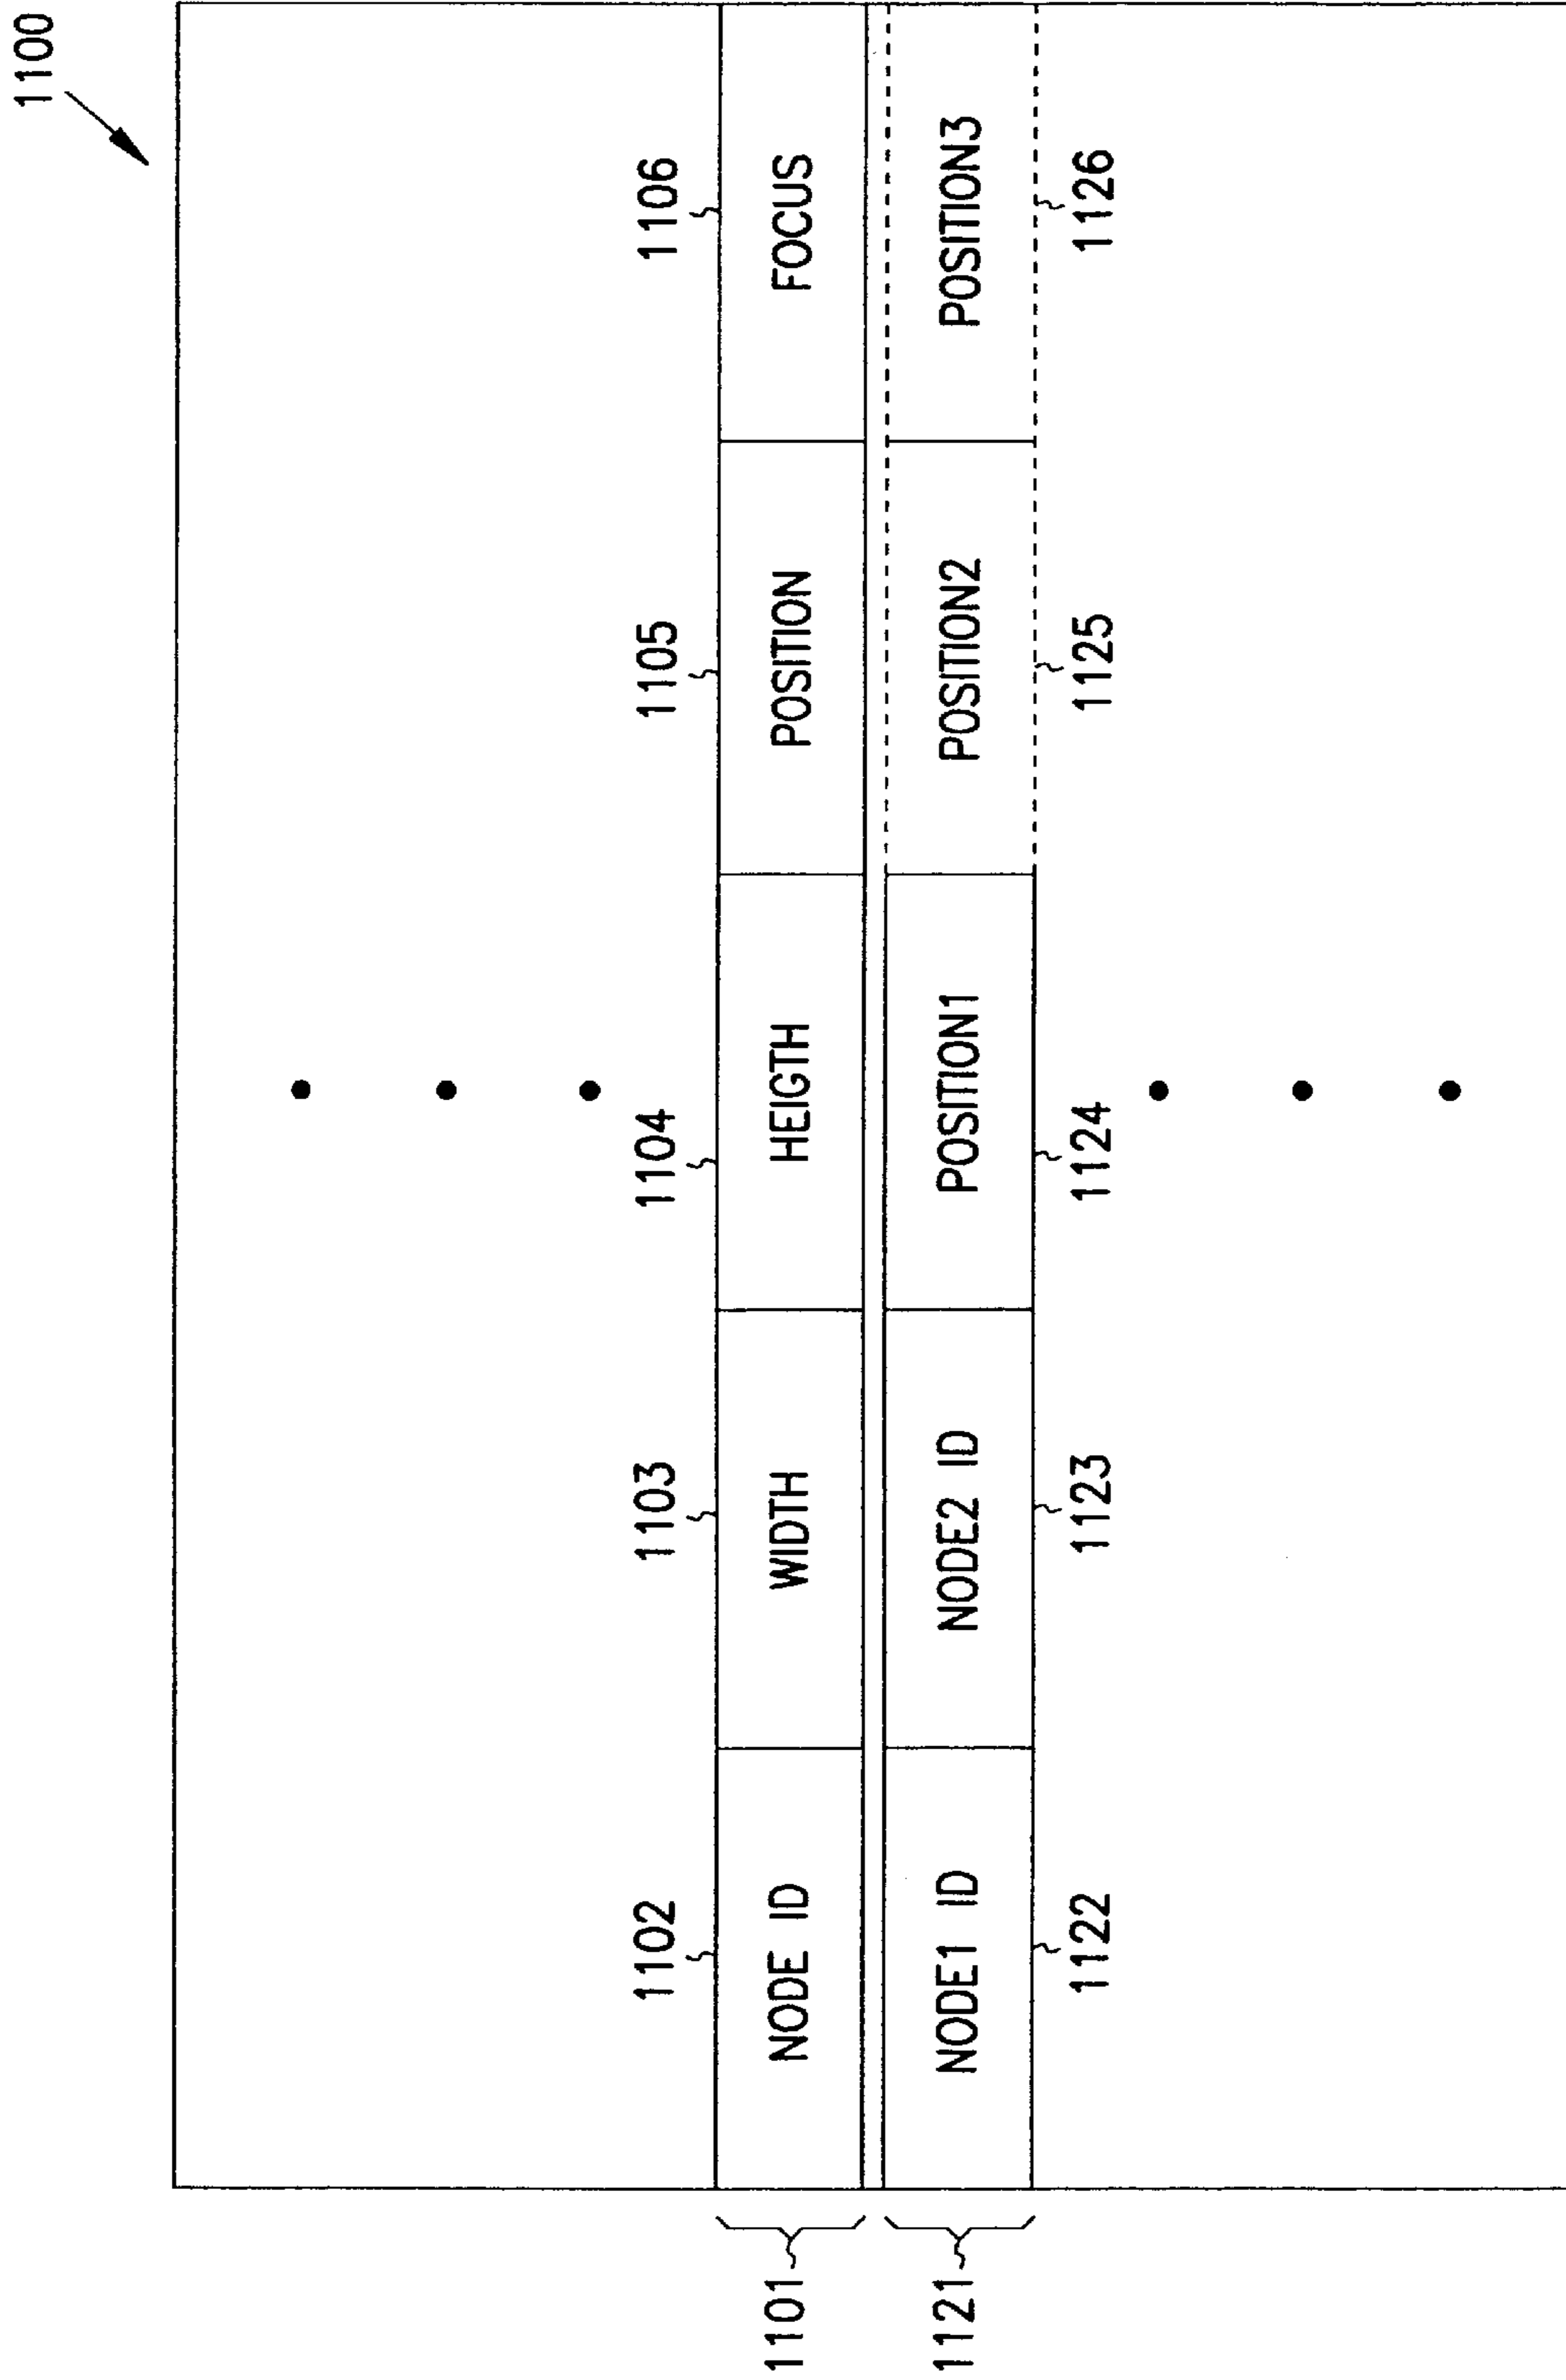 1100
1102 1103 1104 1105 1106
1101 NODE ID WIDTH HEIGTH POSITION FOCUS
1121 NODE1 ID NODE2 ID POSITION1 POSITION2 POSITION3
1122 1123 1124 1125 1126